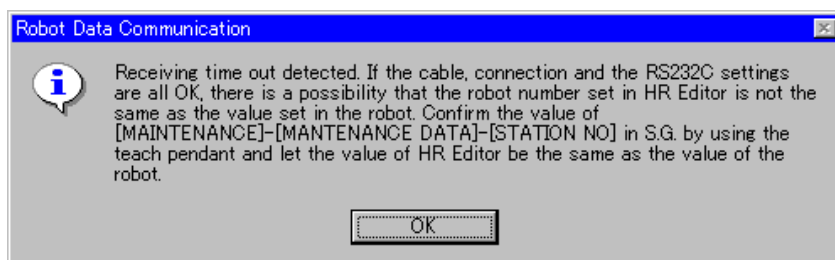 Robot Data Communication
Receiving time out detected. If the cable, connection and the RS232C settings
are all OK, there is a possibility that the robot number set in HR Editor is not the
same as the value set in the robot. Confirm the value of
[MAINTENANCE]-[MANTENANCE DATA]-[STATION NO] in S.G. by using the
teach pendant and let the value of HR Editor be the same as the value of the
robot.
OK